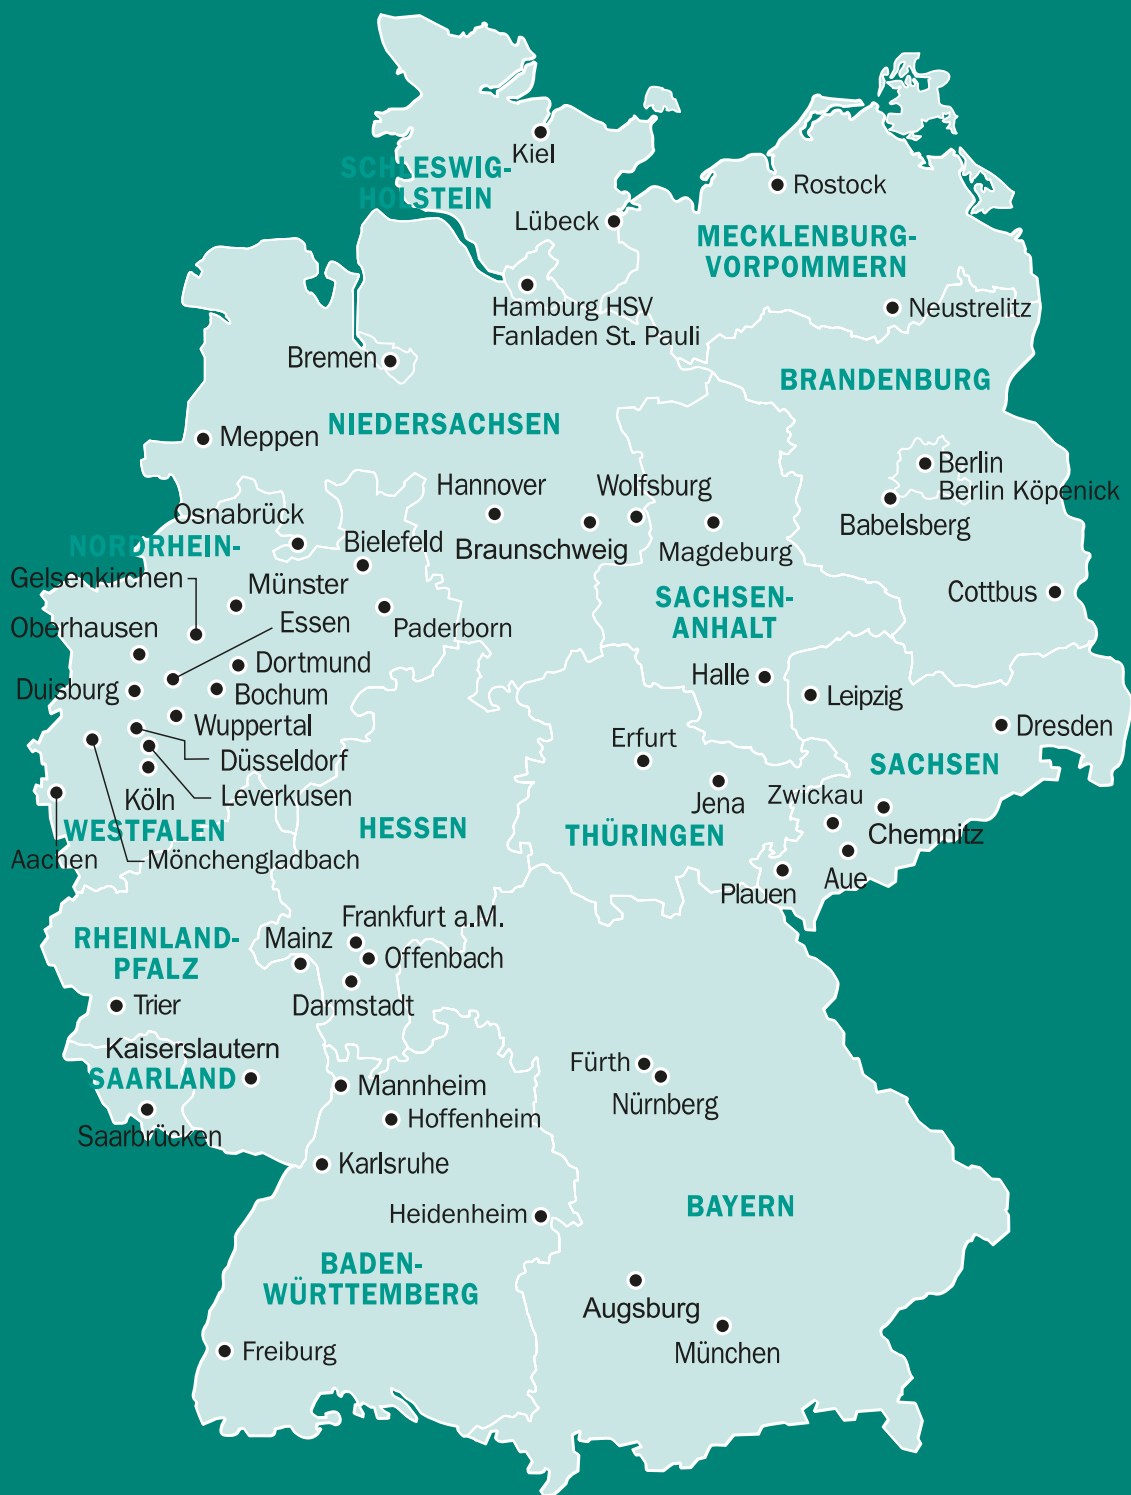 Kiel
SCHLESWIG-
HOLSTEIN
Rostock
Lübeck
MECKLENBURG-
VORPOMMERN
Hamburg HSV
Fanladen St. Pauli
Neustrelitz
Bremen
BRANDENBURG
NIEDERSACHSEN
Meppen
Berlin
Berlin Köpenick
Babelsberg
Hannover
Wolfsburg
Osnabrück
Bielefeld
Braunschweig
Magdeburg
NORDRHEIN-
Gelsenkirchen
Münster
Cottbus
SACHSEN-
ANHALT
Oberhausen
Essen
Paderborn
Dortmund
Duisburg
Bochum
Halle
Leipzig
Wuppertal
Dresden
Düsseldorf
Erfurt
SACHSEN
Köln
Leverkusen
Jena
Zwickau
WESTFALEN
HESSEN
THÜRINGEN
Chemnitz
Aachen
Mönchengladbach
Plauen
Aue
Frankfurt a.M.
RHEINLAND-
PFALZ
Mainz
Offenbach
Trier
Darmstadt
Kaiserslautern
SAARLAND
Mannheim
Fürth
Nürnberg
Hoffenheim
Saarbrücken
Karlsruhe
Heidenheim
BAYERN
BADEN-
WÜRTTEMBERG
Augsburg
Freiburg
München